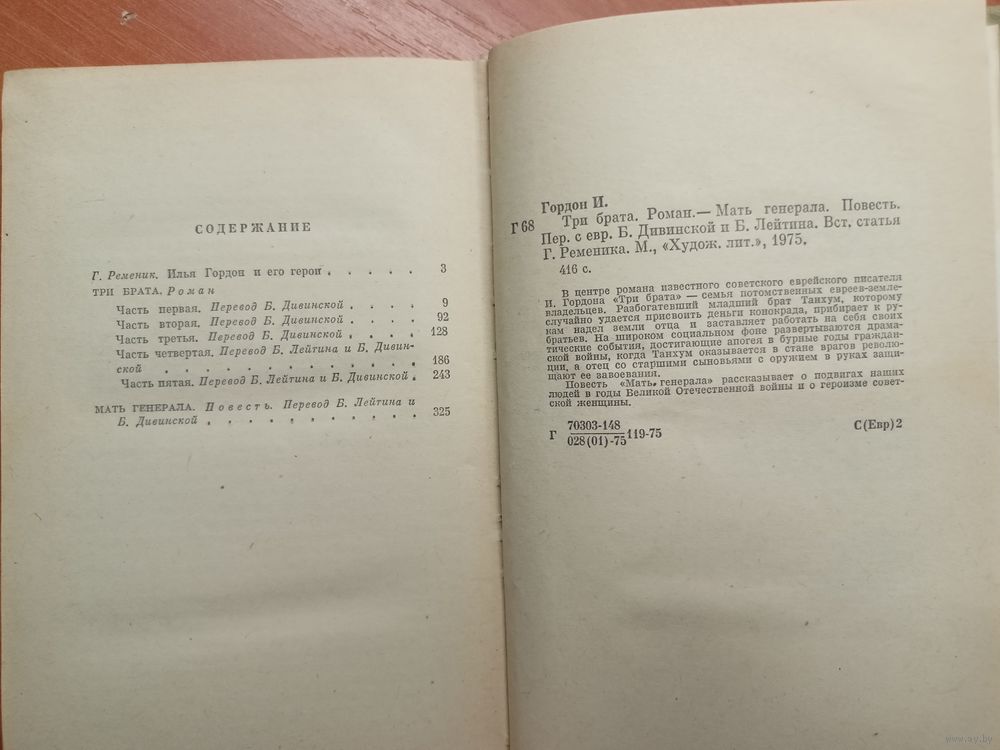 СОДЕРЖАНИЕ
Г. Ременик. Илья Гордон и его герои . . . . . 3
ТРИ БРАТА. Роман
Часть первая. Перевод Б. Дивинской . . . . 9
Часть вторая. Перевод Б. Дивинской . . . . 92
Часть третья. Перевод Б. Дивинской . . . . 128
Часть четвертая. Перевод Б. Лейтина и Б. Дивин-
ской . . . . . . . . . . . . . 186
Часть пятая. Перевод Б. Лейтина и Б. Дивинской . 243
МАТЬ ГЕНЕРАЛА. Повесть. Перевод Б. Лейтина и
Б. Дивинской . . . . . . . . . . 325
Гордон И.
Г 68 Три брата. Роман.— Мать генерала. Повесть.
Пер. с евр. Б. Дивинской и Б. Лейтина. Вст. статья
Г. Ременика. М., «Худож. лит.», 1975.
416 с.
В центре романа известного советского еврейского писателя
И. Гордона «Три брата» — семья потомственных евреев-земле-
владельцев. Разбогатевший младший брат Танхум, которому
случайно удается присвоить деньги конокрада, прибирает к ру-
кам надел земли отца и заставляет работать на себя своих
братьев. На широком социальном фоне развертываются драма-
тические события, достигающие апогея в бурные годы граждан-
ской войны, когда Танхум оказывается в стане врагов револю-
ции, а отец со старшими сыновьями с оружием в руках защи-
щают ее завоевания.
Повесть «Мать генерала» рассказывает о подвигах наших
людей в годы Великой Отечественной войны и о героизме совет-
ской женщины.
70303-148
Г 119-75 С(Евр)2
028(01)-75
www.ay.by